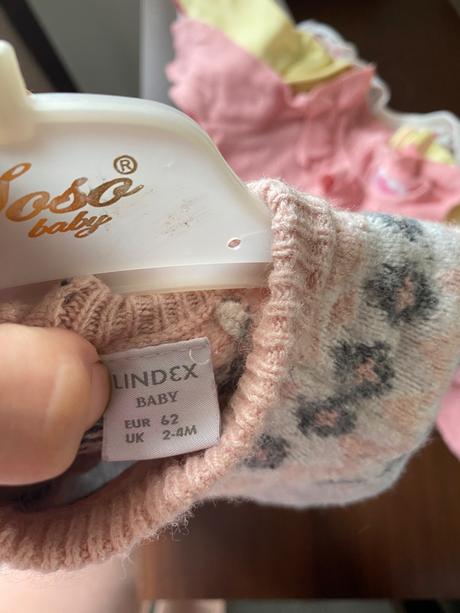 Soso®
baby
LINDEX
BABY
EUR 62
UK 2-4M